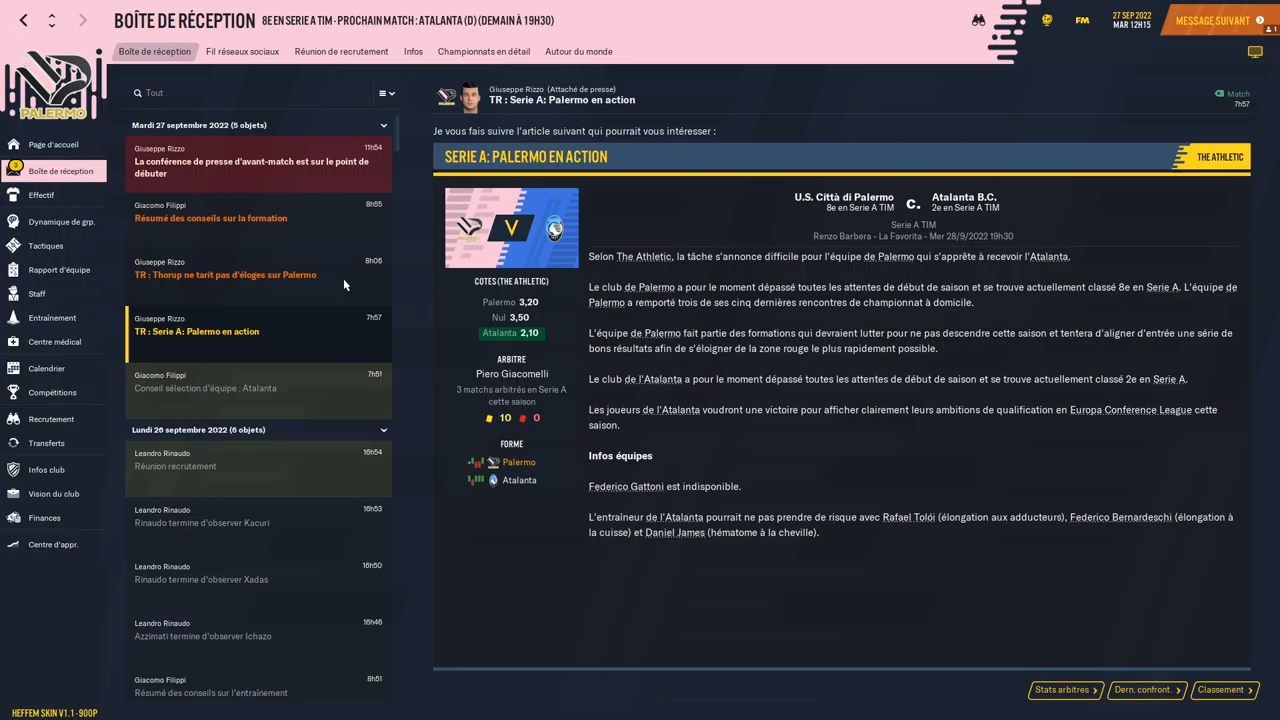 BOÎTE DE RÉCEPTION
8E EN SERIE A TIM - PROCHAIN MATCH : ATALANTA (D) (DEMAIN À 19H30)
FM
27 SEP 2022
MAR 12H15
MESSAGE SUIVANT
1
Boîte de réception
Fil réseaux sociaux
Réunion de recrutement
Infos
Championnats en détail
Autour du monde
PALERMO
Page d'accueil
3
Boîte de réception
Effectif
Dynamique de grp.
Tactiques
Rapport d'équipe
Staff
Entraînement
Centre médical
Calendrier
Compétitions
Recrutement
Transferts
Infos club
Vision du club
Finances
Centre d'appr.
HEFFEM SKIN V1.1 - 900P
Tout
Mardi 27 septembre 2022 (5 objets)
Giuseppe Rizzo 11h54
La conférence de presse d'avant-match est sur le point de
débuter
Giacomo Filippi 8h55
Résumé des conseils sur la formation
Giuseppe Rizzo 8h06
TR : Thorup ne tarit pas d'éloges sur Palermo
Giuseppe Rizzo 7h57
TR : Serie A: Palermo en action
Giacomo Filippi 7h51
Conseil sélection d'équipe : Atalanta
Lundi 26 septembre 2022 (6 objets)
Leandro Rinaudo 16h54
Réunion recrutement
Leandro Rinaudo 16h53
Rinaudo termine d'observer Kacuri
Leandro Rinaudo 16h50
Rinaudo termine d'observer Xadas
Leandro Rinaudo 16h46
Azzimati termine d'observer Ichazo
Giacomo Filippi 8h51
Résumé des conseils sur l'entraînement
Giuseppe Rizzo (Attaché de presse)
TR : Serie A: Palermo en action
Match
7h57
Je vous fais suivre l'article suivant qui pourrait vous intéresser :
SERIE A: PALERMO EN ACTION
THE ATHLETIC
V
COTES (THE ATHLETIC)
Palermo 3,20
Nul 3,50
Atalanta 2,10
ARBITRE
Piero Giacomelli
3 matchs arbitrés en Serie A
cette saison
10 0
FORME
Palermo
Atalanta
U.S. Città di Palermo c. Atalanta B.C.
8e en Serie A TIM 2e en Serie A TIM
Serie A TIM
Renzo Barbera - La Favorita - Mer 28/9/2022 19h30
Selon The Athletic, la tâche s'annonce difficile pour l'équipe de Palermo qui s'apprête à recevoir l'Atalanta.
Le club de Palermo a pour le moment dépassé toutes les attentes de début de saison et se trouve actuellement classé 8e en Serie A. L'équipe de
Palermo a remporté trois de ses cinq dernières rencontres de championnat à domicile.
L'équipe de Palermo fait partie des formations qui devraient lutter pour ne pas descendre cette saison et tentera d'aligner d'entrée une série de
bons résultats afin de s'éloigner de la zone rouge le plus rapidement possible.
Le club de l'Atalanta a pour le moment dépassé toutes les attentes de début de saison et se trouve actuellement classé 2e en Serie A.
Les joueurs de l'Atalanta voudront une victoire pour afficher clairement leurs ambitions de qualification en Europa Conference League cette
saison.
Infos équipes
Federico Gattoni est indisponible.
L'entraîneur de l'Atalanta pourrait ne pas prendre de risque avec Rafael Tolói (élongation aux adducteurs), Federico Bernardeschi (élongation à
la cuisse) et Daniel James (hématome à la cheville).
Stats arbitres
Dern. confront.
Classement